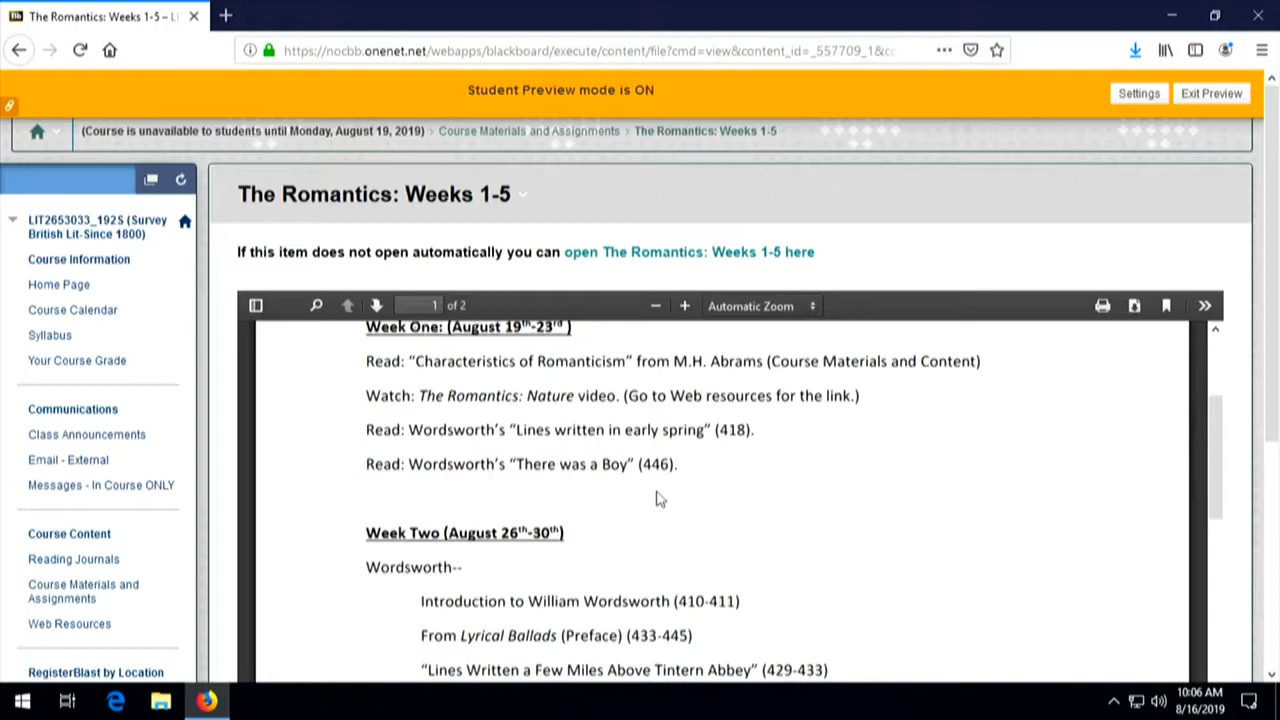 The Romantics: Weeks 1-5 – Li
https://nocbb.onenet.net/webapps/blackboard/execute/content/file?cmd=view&content_id=_557709_1&cc
Student Preview mode is ON
Settings
Exit Preview
(Course is unavailable to students until Monday, August 19, 2019) › Course Materials and Assignments › The Romantics: Weeks 1-5
The Romantics: Weeks 1-5
If this item does not open automatically you can open The Romantics: Weeks 1-5 here
LIT2653033_192S (Survey
British Lit-Since 1800)
Course Information
Home Page
Course Calendar
Syllabus
Your Course Grade
Communications
Class Announcements
Email - External
Messages - In Course ONLY
Course Content
Reading Journals
Course Materials and
Assignments
Web Resources
RegisterBlast by Location
1 of 2
Automatic Zoom
Week One: (August 19th-23rd )
Read: “Characteristics of Romanticism” from M.H. Abrams (Course Materials and Content)
Watch: The Romantics: Nature video. (Go to Web resources for the link.)
Read: Wordsworth’s “Lines written in early spring” (418).
Read: Wordsworth’s “There was a Boy” (446).
Week Two (August 26th-30th)
Wordsworth--
Introduction to William Wordsworth (410-411)
From Lyrical Ballads (Preface) (433-445)
“Lines Written a Few Miles Above Tintern Abbey” (429-433)
10:06 AM
8/16/2019